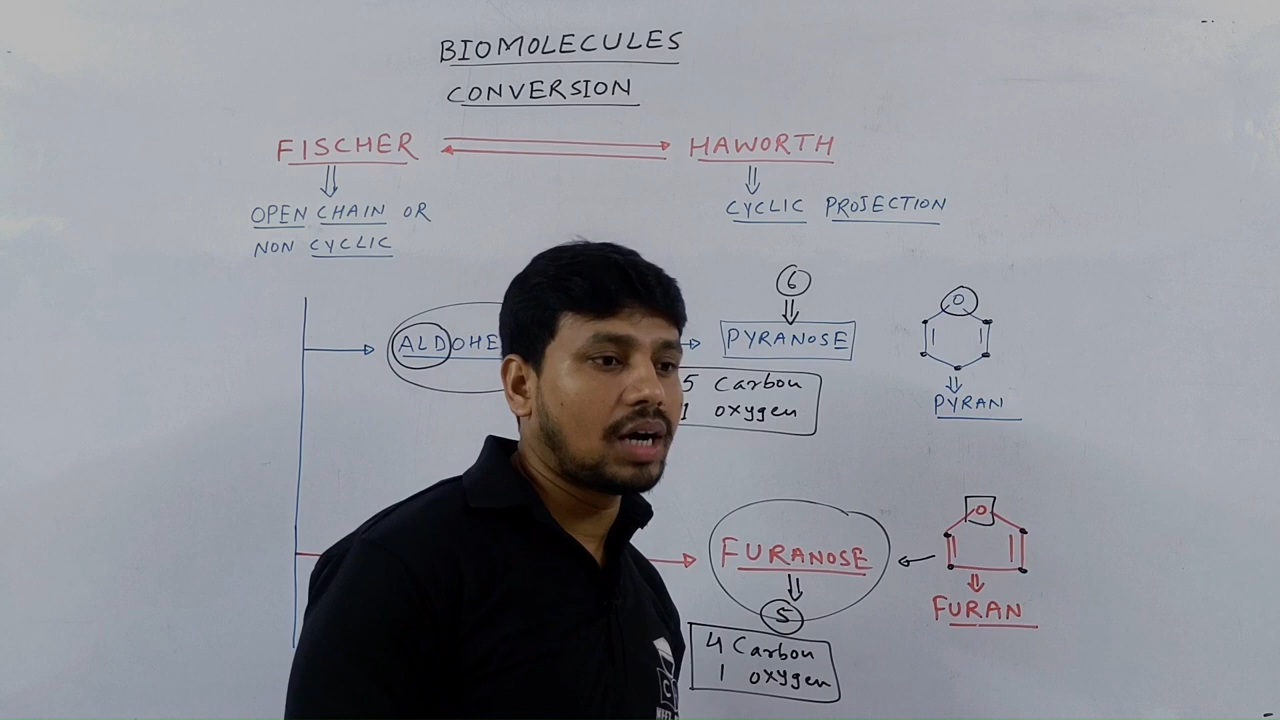 BIOMOLECULES
CONVERSION
FISCHER HAWORTH
OPEN CHAIN OR
NON CYCLIC
CYCLIC PROJECTION
6
O
ALDOHE
PYRANOSE
5 Carbon
1 oxygen
PYRAN
O
FURANOSE
5
FURAN
4 Carbon
1 oxygen